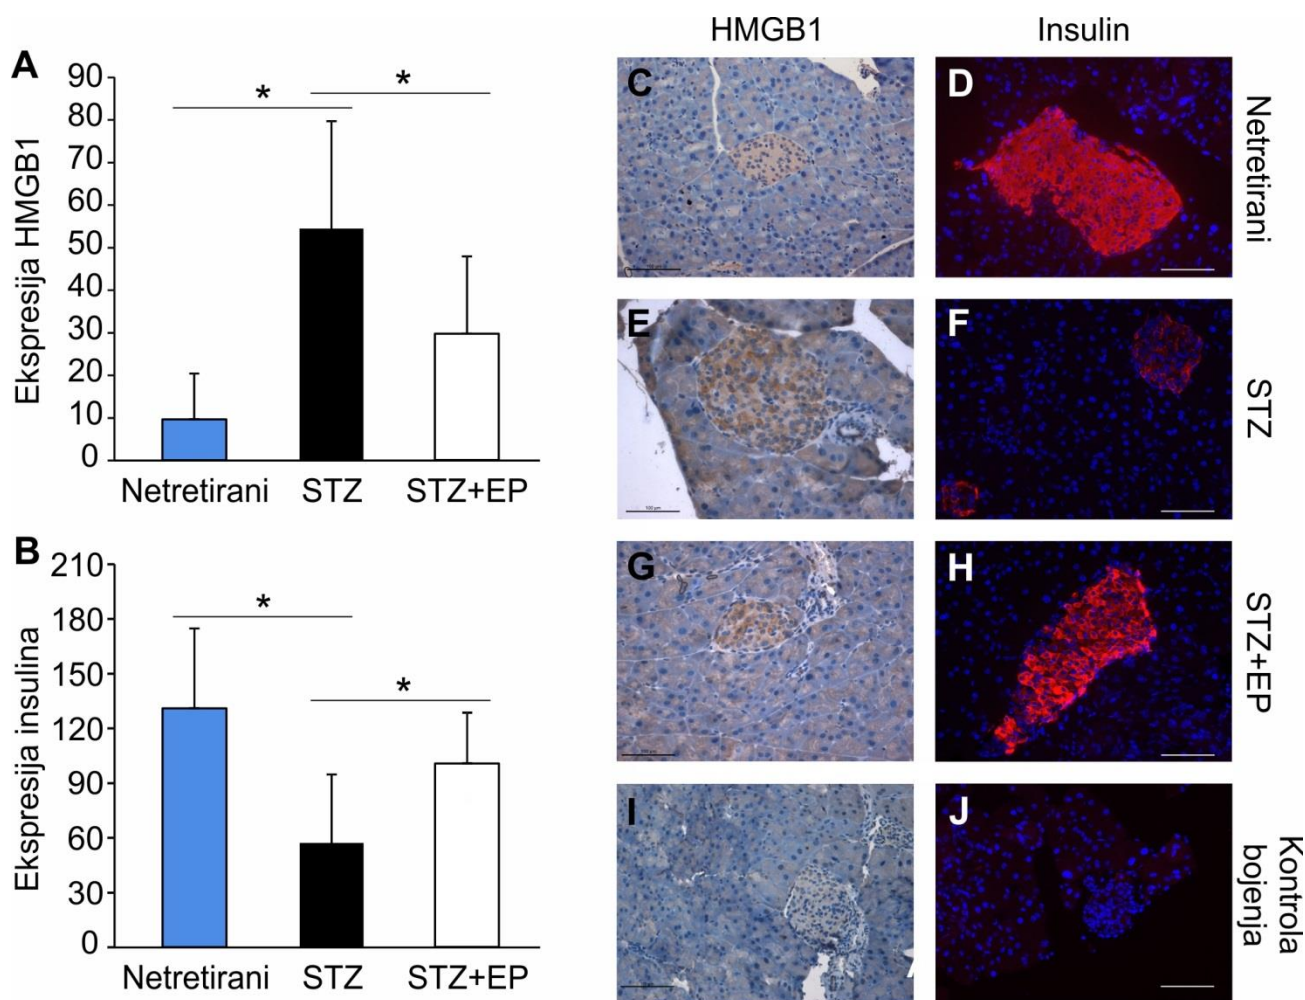 HMGB1
Insulin
A
90
80
70
60
50
40
30
20
10
0
Ekspresija HMGB1
*
*
Netretirani
STZ
STZ+EP
B
210
180
150
120
90
60
30
0
Ekspresija insulina
*
*
Netretirani
STZ
STZ+EP
C
D
Netretirani
E
100 µm
F
STZ
G
H
STZ+EP
I
J
Kontrola
bojenja